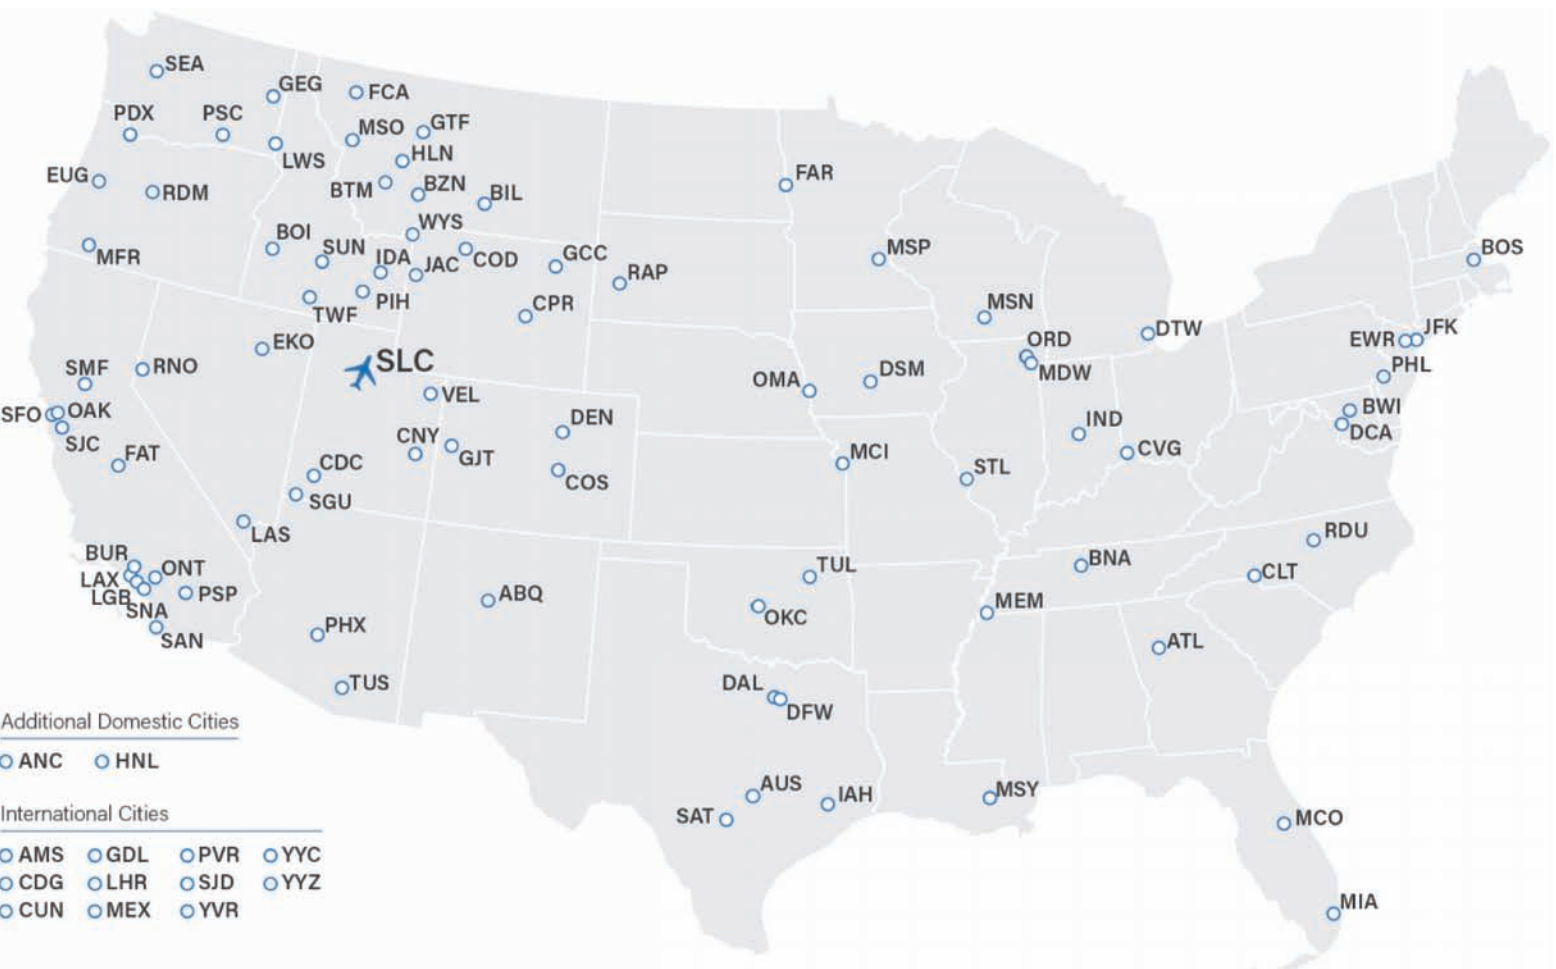 SEA
GEG
FCA
PDX
PSC
MSO
GTF
LWS
HLN
EUG
RDM
BTM
BZN
BIL
FAR
WYS
BOI
SUN
MFR
IDA
JAC
COD
GCC
RAP
MSP
BOS
TWF
PIH
CPR
MSN
EKO
ORD
DTW
EWR
JFK
SMF
RNO
SLC
MDW
PHL
VEL
OMA
DSM
SFO
OAK
SJC
DEN
IND
BWI
DCA
FAT
CNY
GJT
MCI
CVG
CDC
COS
STL
SGU
LAS
RDU
BUR
ONT
LAX
LGB
SNA
PSP
TUL
BNA
CLT
SAN
ABQ
OKC
MEM
PHX
ATL
TUS
DAL
DFW
Additional Domestic Cities
ANC HNL
AUS
IAH
MSY
SAT
MCO
International Cities
AMS GDL PVR YYC
CDG LHR SJD YYZ
CUN MEX YVR
MIA